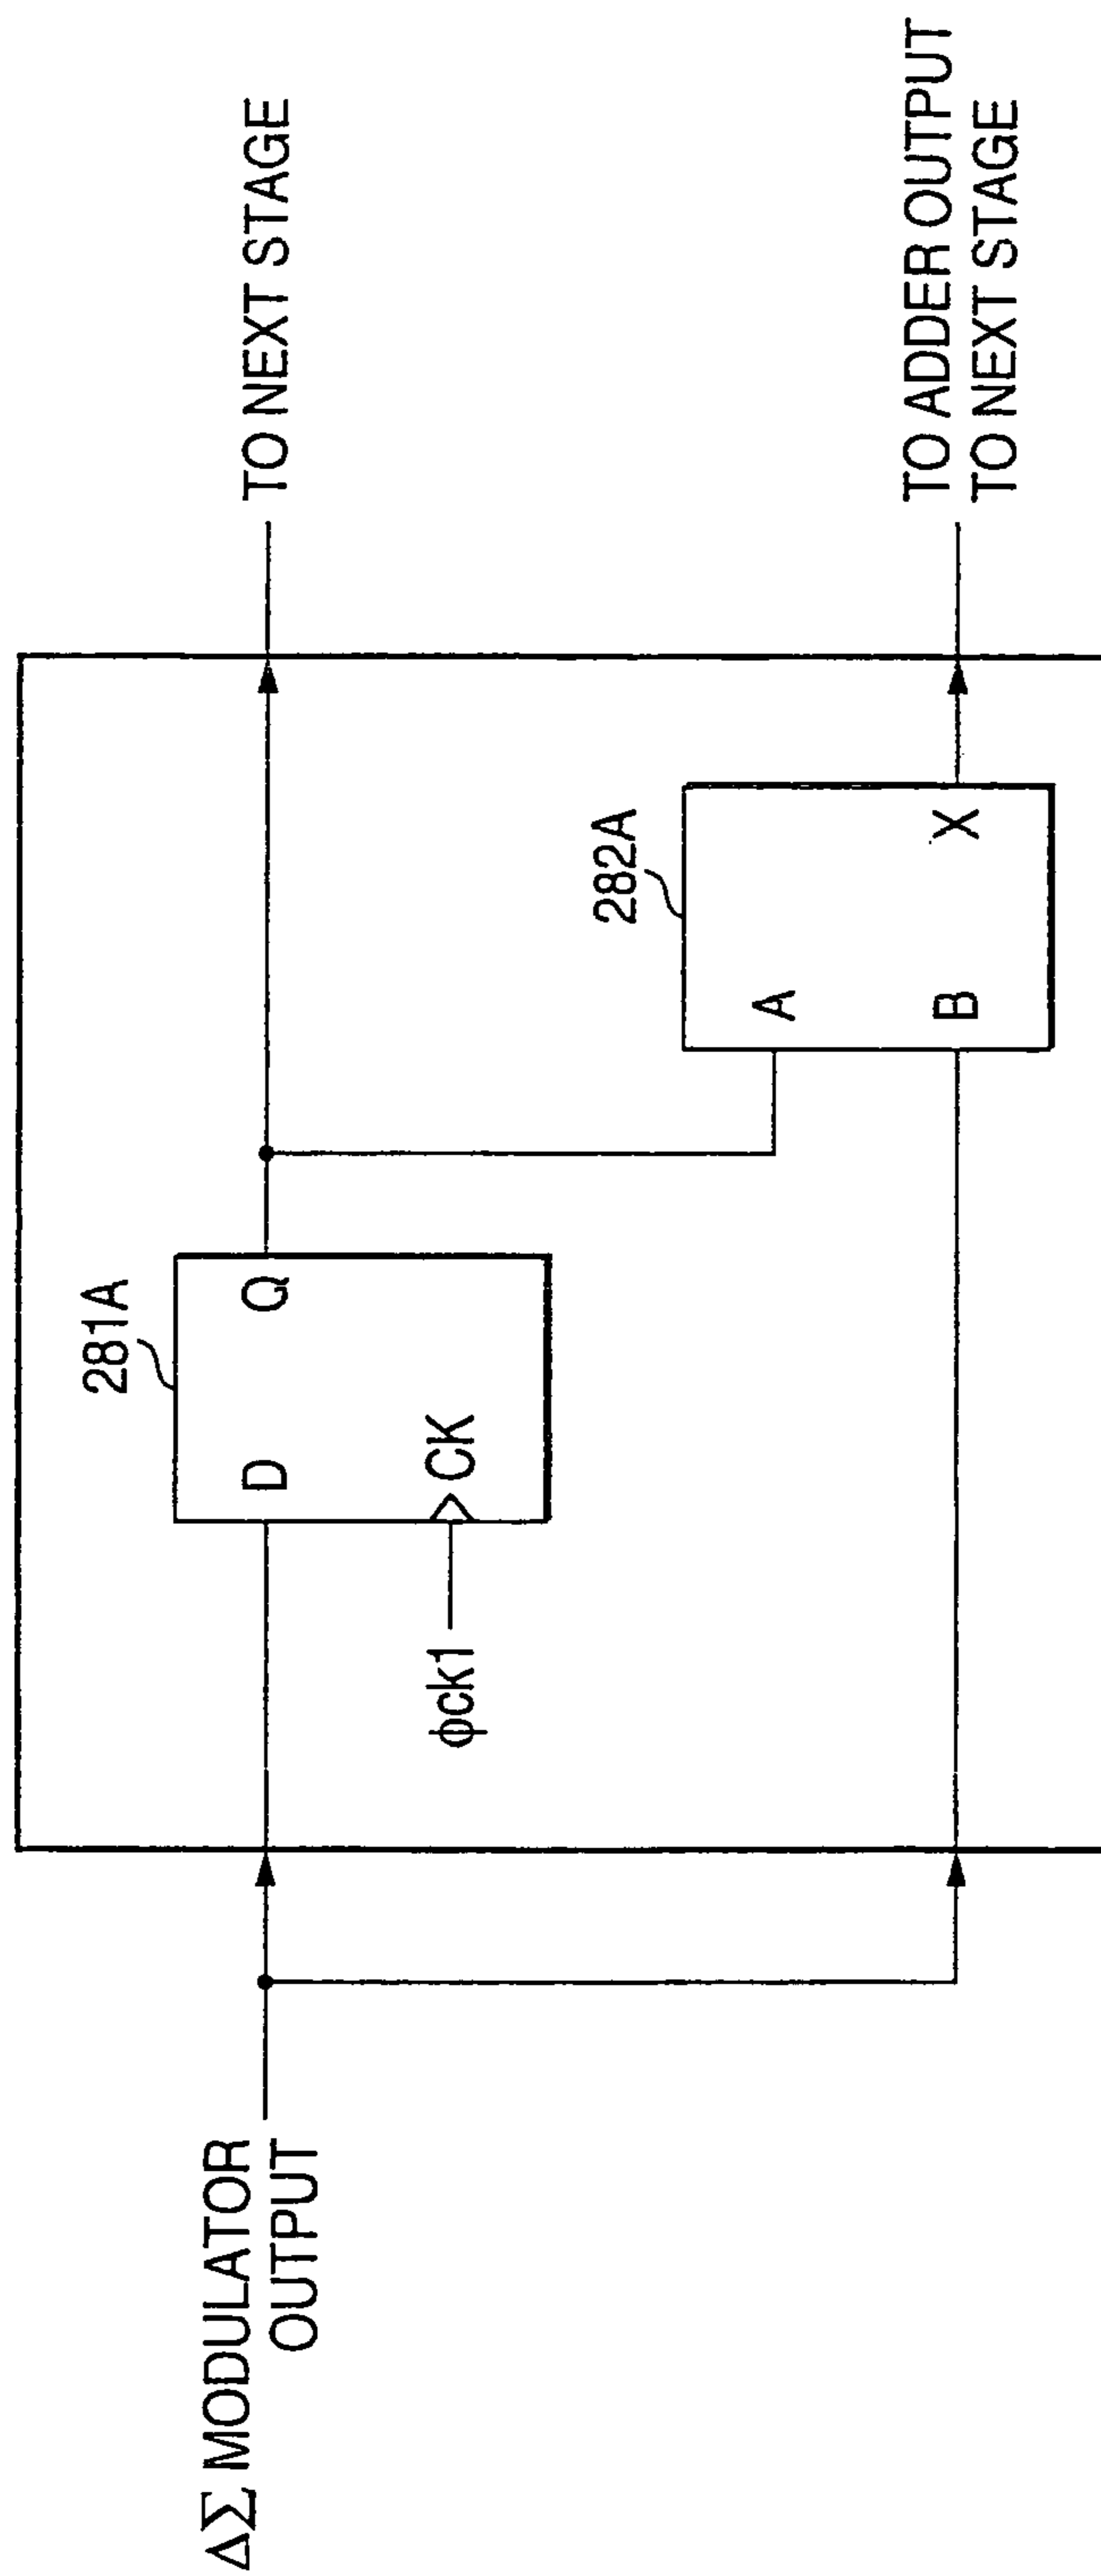 ΔΣ MODULATOR
OUTPUT
281A
D
Q
CK
φck1
282A
A
B
X
TO NEXT STAGE
TO ADDER OUTPUT
TO NEXT STAGE